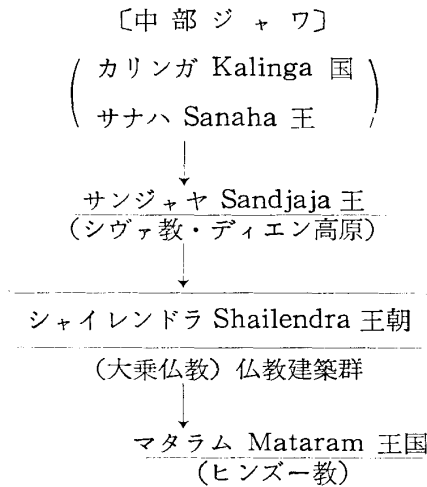 〔中部ジャワ〕
カリンガ Kalinga 国
サナハ Sanaha 王
サンジャヤ Sandjaja 王
(シヴァ教・ディエン高原)
シャイレンドラ Shailendra 王朝
(大乗仏教) 仏教建築群
マタラム Mataram 王国
(ヒンズー教)